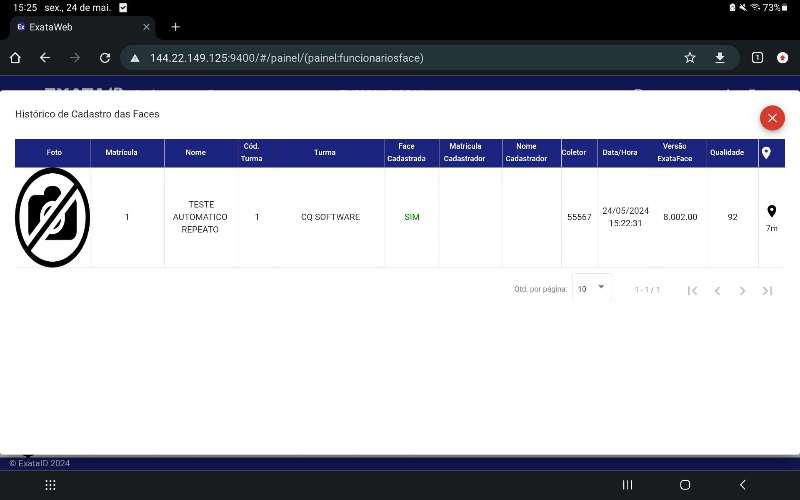 15:25 sex., 24 de mai. 73%
ExataWeb
144.22.149.125:9400/#/painel/(painel:funcionariosface)
1
Histórico de Cadastro das Faces
Foto Matrícula Nome Cód. Turma Turma Face Cadastrada Matrícula Cadastrador Nome Cadastrador Coletor Data/Hora Versão ExataFace Qualidade
1 TESTE AUTOMATICO REPEATO 1 CQ SOFTWARE SIM 55567 24/05/2024 15:22:31 8.002.00 92 7m
Qtd. por página: 10 1 - 1 / 1
© ExataID 2024